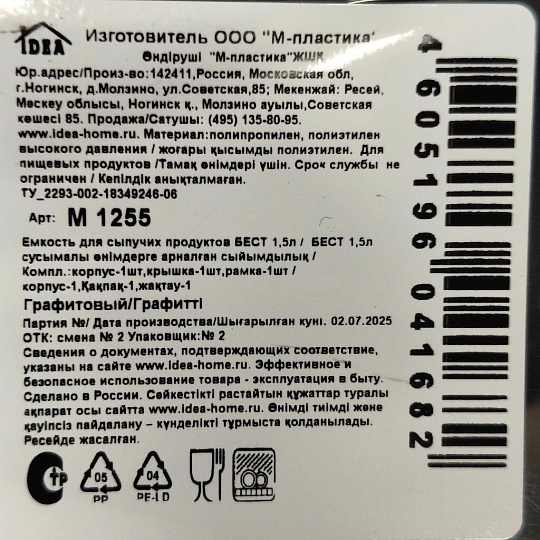 IDEA
Изготовитель ООО "М-пластика"
Өндіруші "М-пластика"ЖШК
Юр.адрес/Произ-во:142411,Россия, Московская обл,
г.Ногинск, д.Молзино, ул.Советская,85; Мекенжай: Ресей,
Мескеу облысы, Ногинск қ., Молзино ауылы,Советская
көшесі 85. Продажа/Сатушы: (495) 135-80-95.
www.idea-home.ru. Материал:полипропилен, полиэтилен
высокого давления / жоғары қысымды полиэтилен. Для
пищевых продуктов /Тамақ өнімдері үшін. Срок службы не
ограничен / Кепілдік анықталмаған.
ТУ_2293-002-18349246-06
Арт: М 1255
Емкость для сыпучих продуктов БЕСТ 1,5л / БЕСТ 1,5л
сусымалы өнімдерге арналған сыйымдылық /
Компл.:корпус-1шт,крышка-1шт,рамка-1шт /
корпус-1,Қақпақ-1,жақтау-1
Графитовый/Графитті
Партия №/ Дата производства/Шығарылған куні. 02.07.2025
ОТК: смена № 2 Упаковщик:№ 2
Сведения о документах, подтверждающих соответствие,
указаны на сайте www.idea-home.ru. Эффективное и
безопасное использование товара - эксплуатация в быту.
Сделано в России. Сейкестікті растайтын құжаттар туралы
ақпарат осы сайтта www.idea-home.ru. Өнімді тиімді және
қауіпсіз пайдалану – күнделікті тұрмыста қолданылады.
Ресейде жасалған.
05
PP
04
PE-LD
4 605196 041682